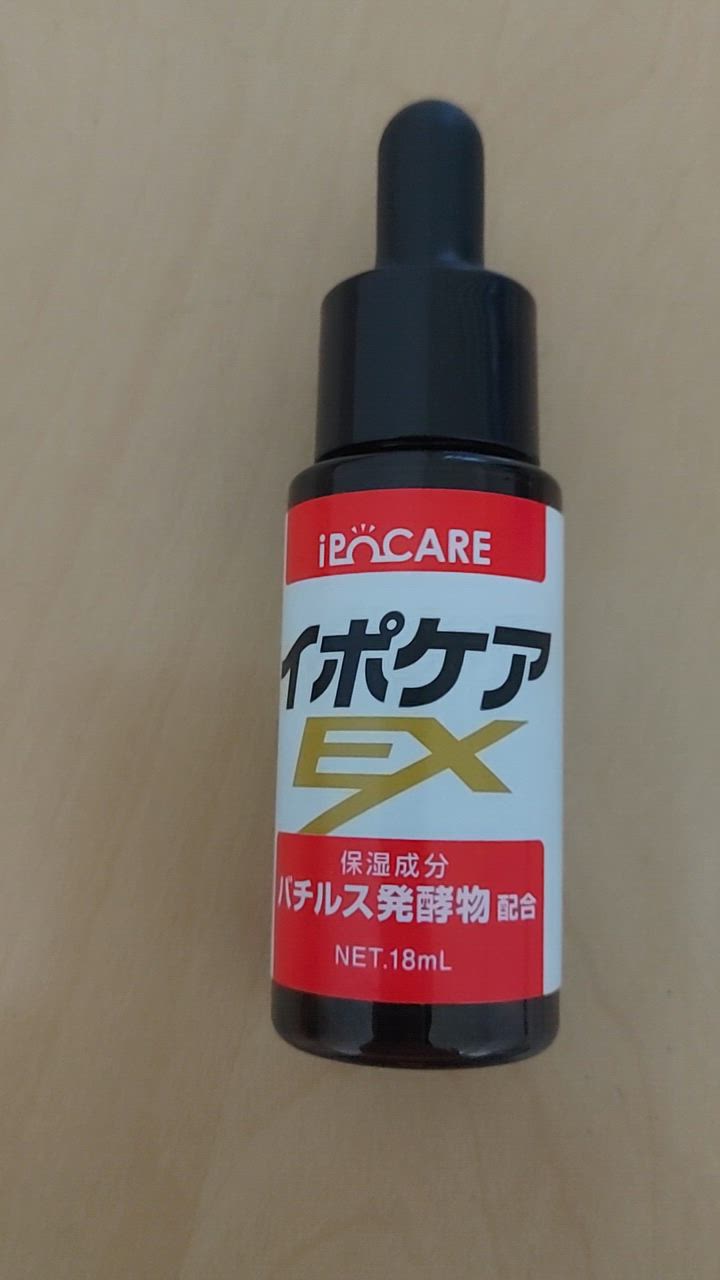 iPOCARE
イポケア
EX
保湿成分
バチルス発酵物 配合
NET.18mL